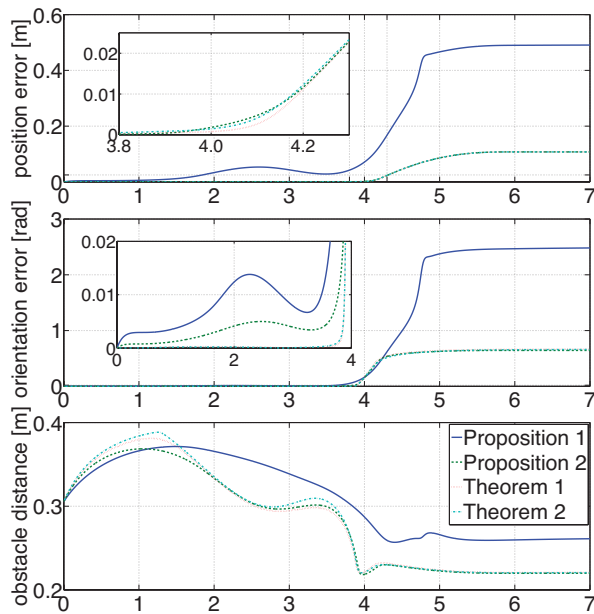 position error [m]
0.6
0.4
0.2
0
0.02
0.01
0
3.8 4.0 4.2
0 1 2 3 4 5 6 7
orientation error [rad]
3
2
1
0
0.02
0.01
0
0 2 4
0 1 2 3 4 5 6 7
obstacle distance [m]
0.4
0.3
0.2
Proposition 1
Proposition 2
Theorem 1
Theorem 2
0 1 2 3 4 5 6 7